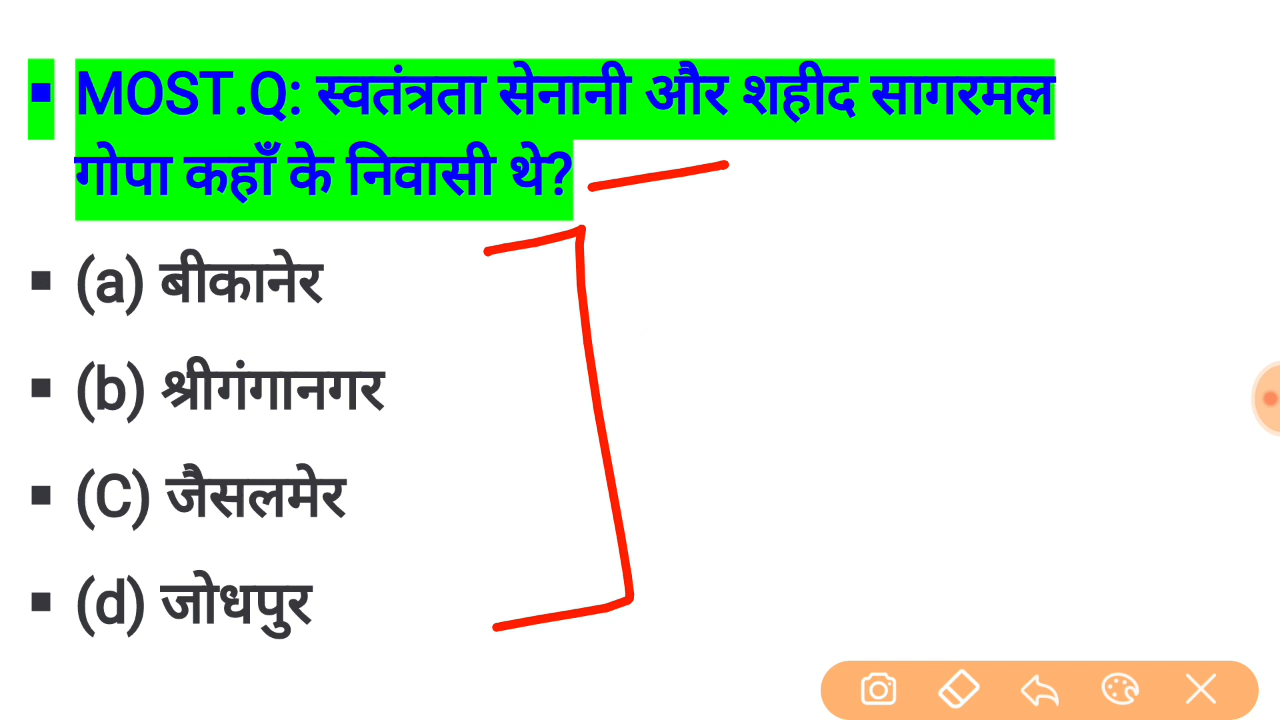 ▪ MOST.Q: स्वतंत्रता सेनानी और शहीद सागरमल
गोपा कहाँ के निवासी थे?
▪ (a) बीकानेर
▪ (b) श्रीगंगानगर
▪ (C) जैसलमेर
▪ (d) जोधपुर